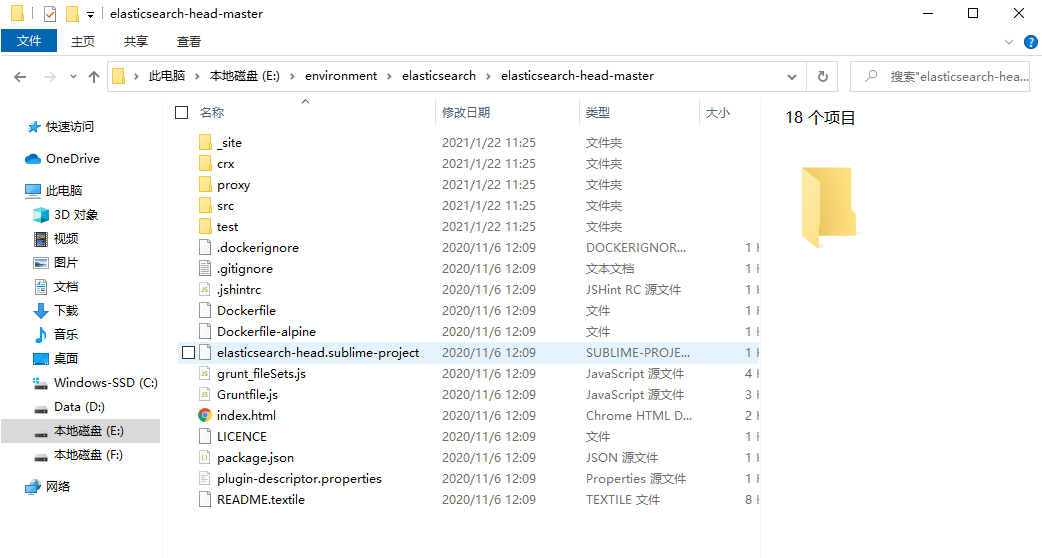 elasticsearch-head-master
文件 主页 共享 查看
此电脑 本地磁盘 (E:) environment elasticsearch elasticsearch-head-master 搜索"elasticsearch-hea...
快速访问
OneDrive
此电脑
3D 对象
视频
图片
文档
下载
音乐
桌面
Windows-SSD (C:)
Data (D:)
本地磁盘 (E:)
本地磁盘 (F:)
网络
名称 修改日期 类型 大小
_site 2021/1/22 11:25 文件夹
crx 2021/1/22 11:25 文件夹
proxy 2021/1/22 11:25 文件夹
src 2021/1/22 11:25 文件夹
test 2021/1/22 11:25 文件夹
.dockerignore 2020/11/6 12:09 DOCKERIGNOR... 1
.gitignore 2020/11/6 12:09 文本文档 1
.jshintrc 2020/11/6 12:09 JSHint RC 源文件 1
Dockerfile 2020/11/6 12:09 文件 1
Dockerfile-alpine 2020/11/6 12:09 文件 1
elasticsearch-head.sublime-project 2020/11/6 12:09 SUBLIME-PROJE... 1
grunt_fileSets.js 2020/11/6 12:09 JavaScript 源文件 4
Gruntfile.js 2020/11/6 12:09 JavaScript 源文件 3
index.html 2020/11/6 12:09 Chrome HTML D... 2
LICENCE 2020/11/6 12:09 文件 1
package.json 2020/11/6 12:09 JSON 源文件 1
plugin-descriptor.properties 2020/11/6 12:09 Properties 源文件 1
README.textile 2020/11/6 12:09 TEXTILE 文件 8
18 个项目